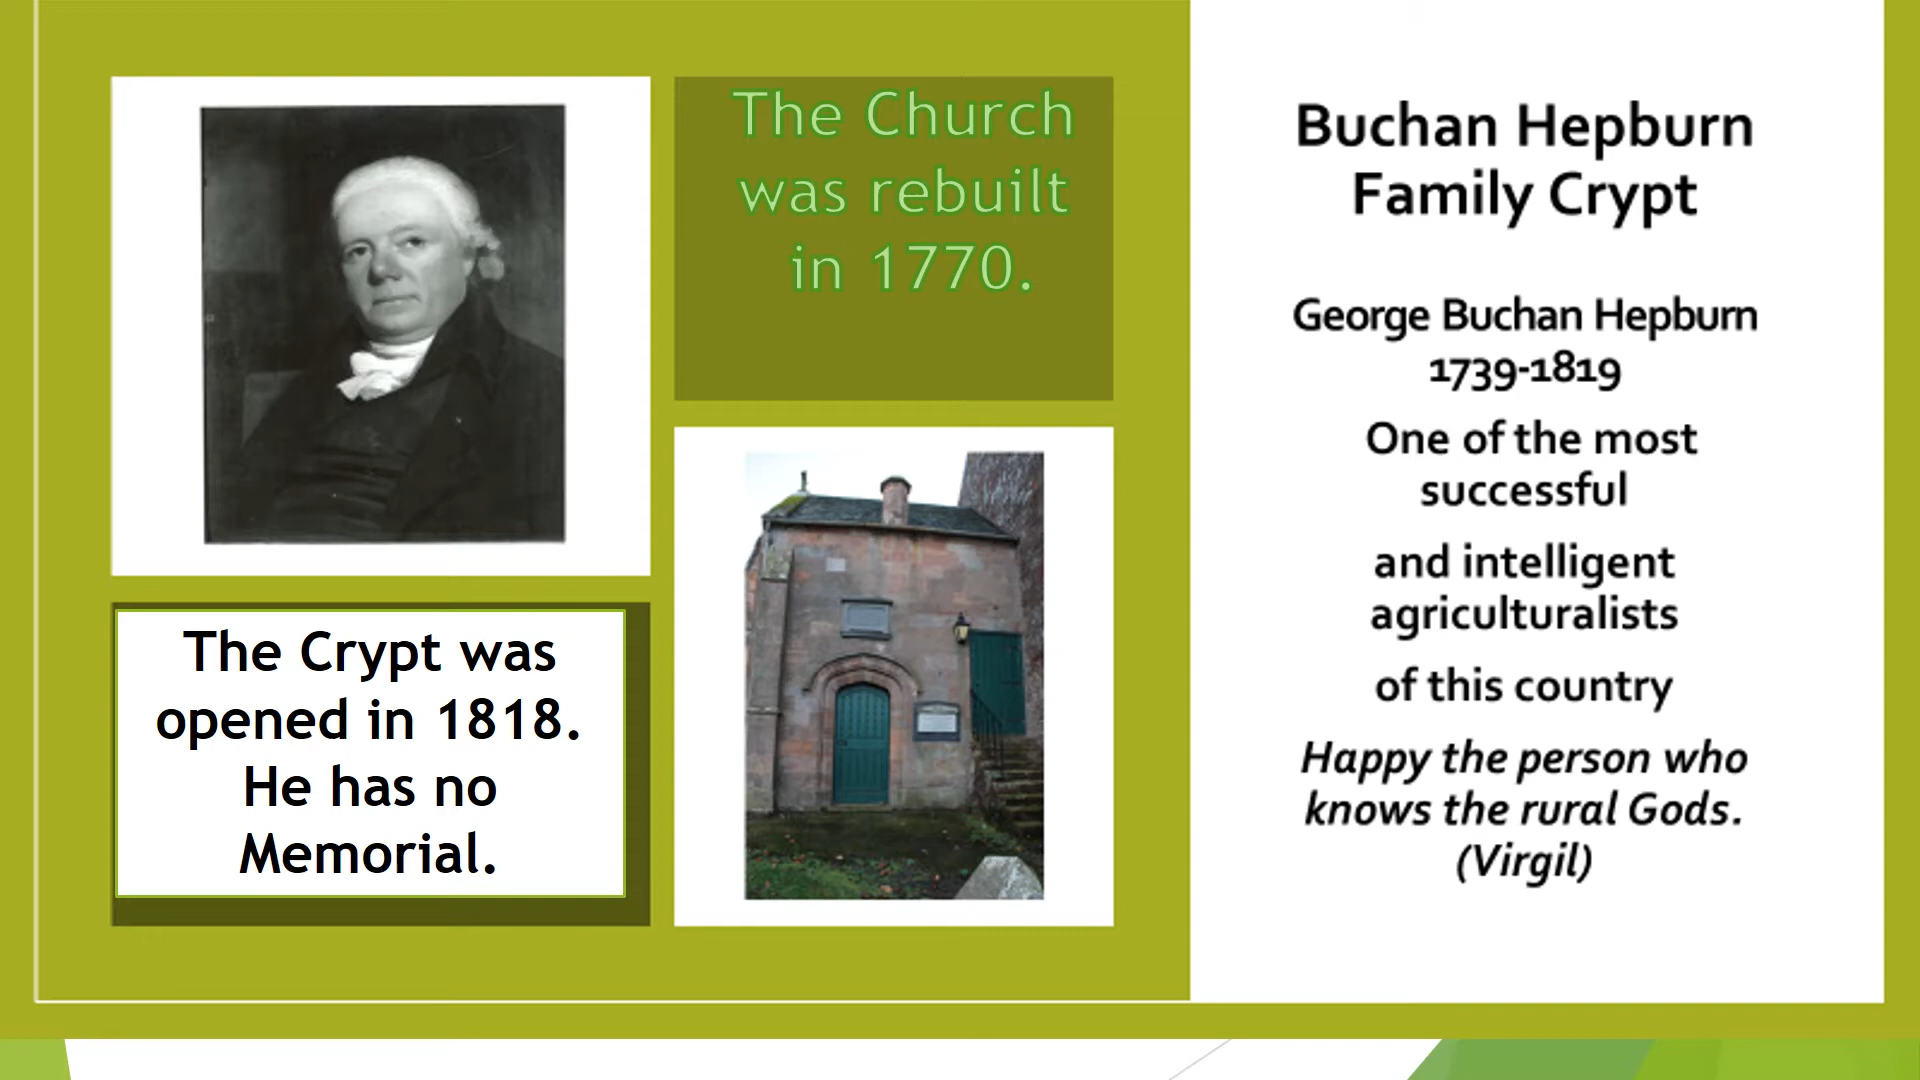 The Church
was rebuilt
in 1770.
The Crypt was
opened in 1818.
He has no
Memorial.
Buchan Hepburn
Family Crypt
George Buchan Hepburn
1739-1819
One of the most
successful
and intelligent
agriculturalists
of this country
Happy the person who
knows the rural Gods.
(Virgil)